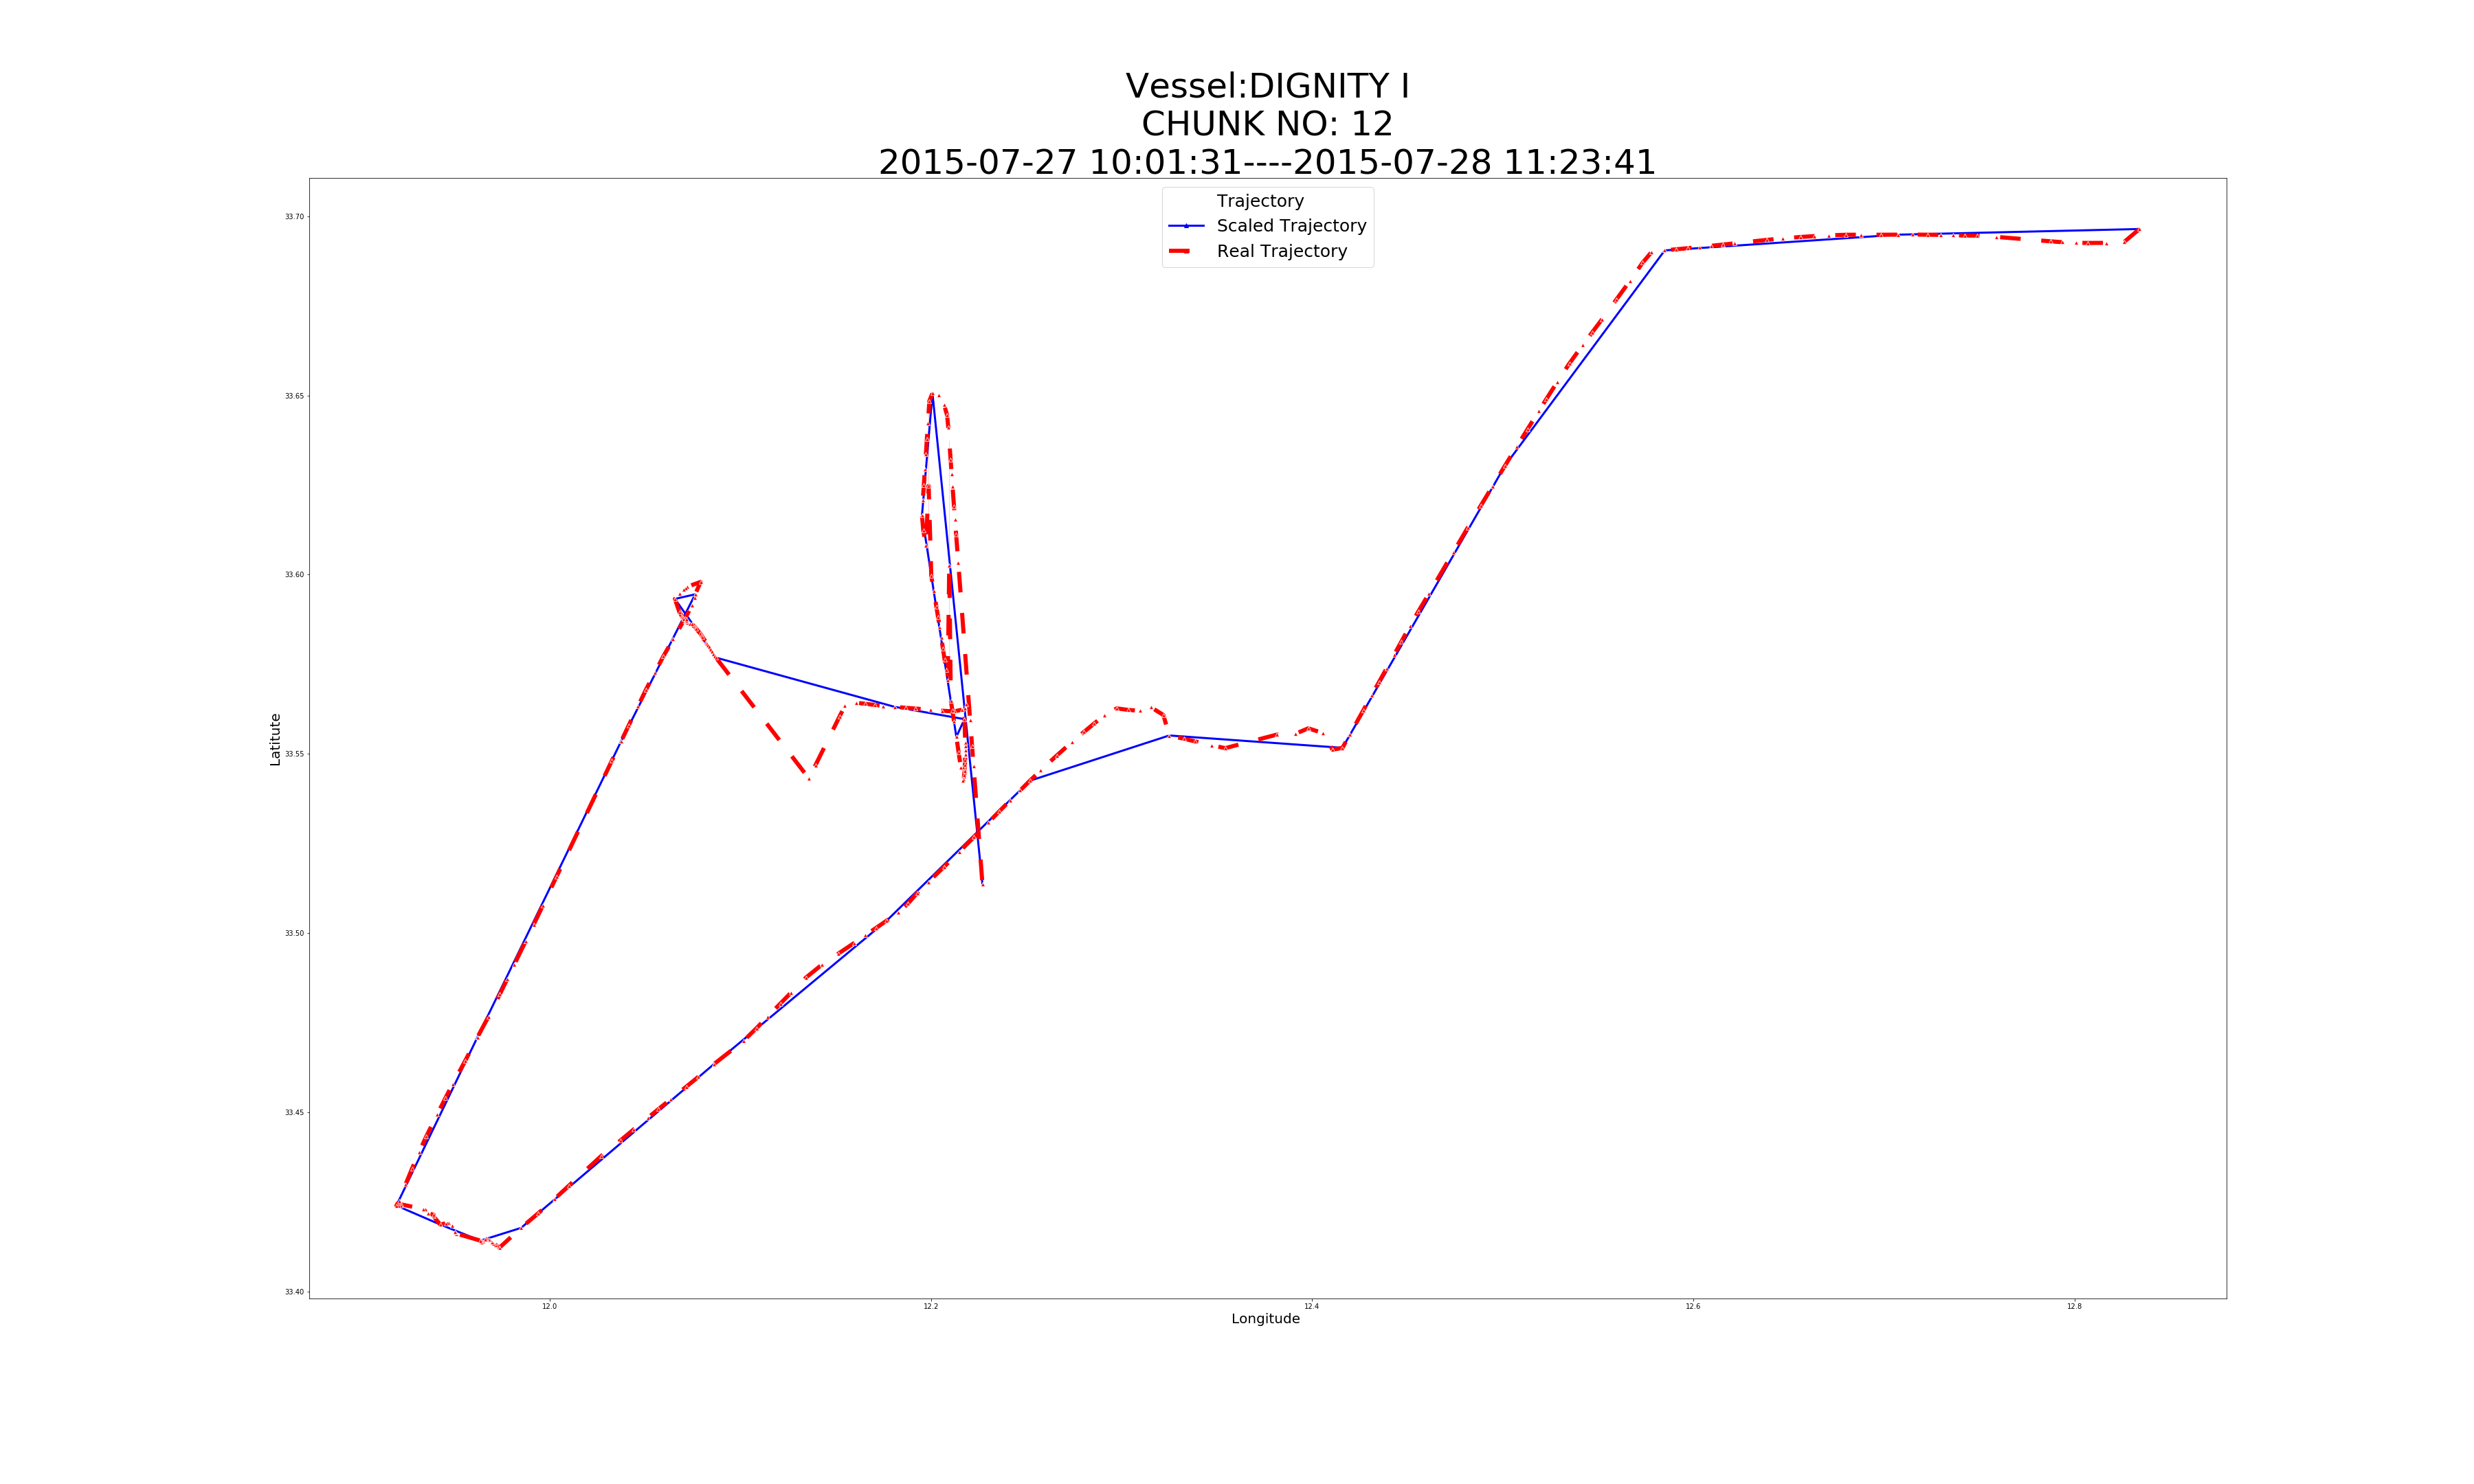 Vessel:DIGNITY I
CHUNK NO: 12
2015-07-27 10:01:31----2015-07-28 11:23:41
Trajectory
Scaled Trajectory
Real Trajectory
33.70
33.65
33.60
33.55
33.50
33.45
33.40
Latitute
12.0 12.2 12.4 12.6 12.8
Longitude